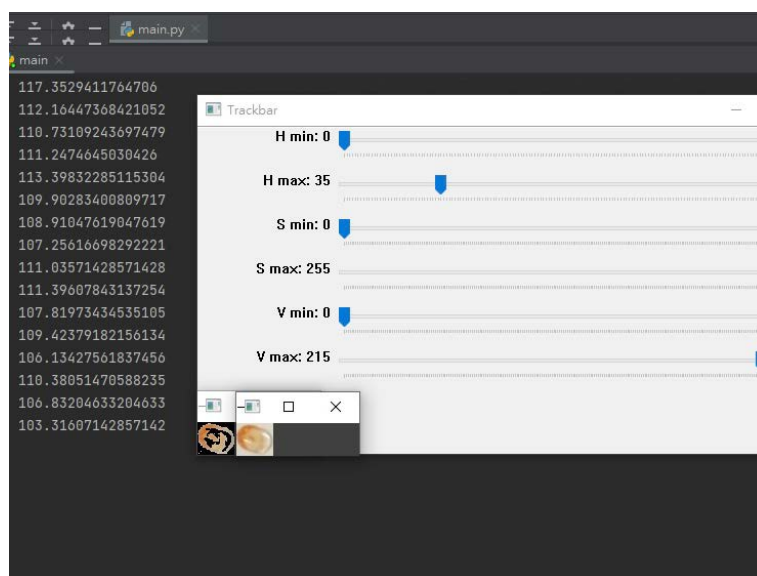 main.py
main
117.3529411764706
112.16447368421052
110.73109243697479
111.2474645030426
113.39832285115304
109.90283400809717
108.91047619047619
107.25616698292221
111.03571428571428
111.39607843137254
107.81973434535105
109.42379182156134
106.13427561837456
110.38051470588235
106.83204633204633
103.31607142857142
Trackbar
H min: 0
H max: 35
S min: 0
S max: 255
V min: 0
V max: 215